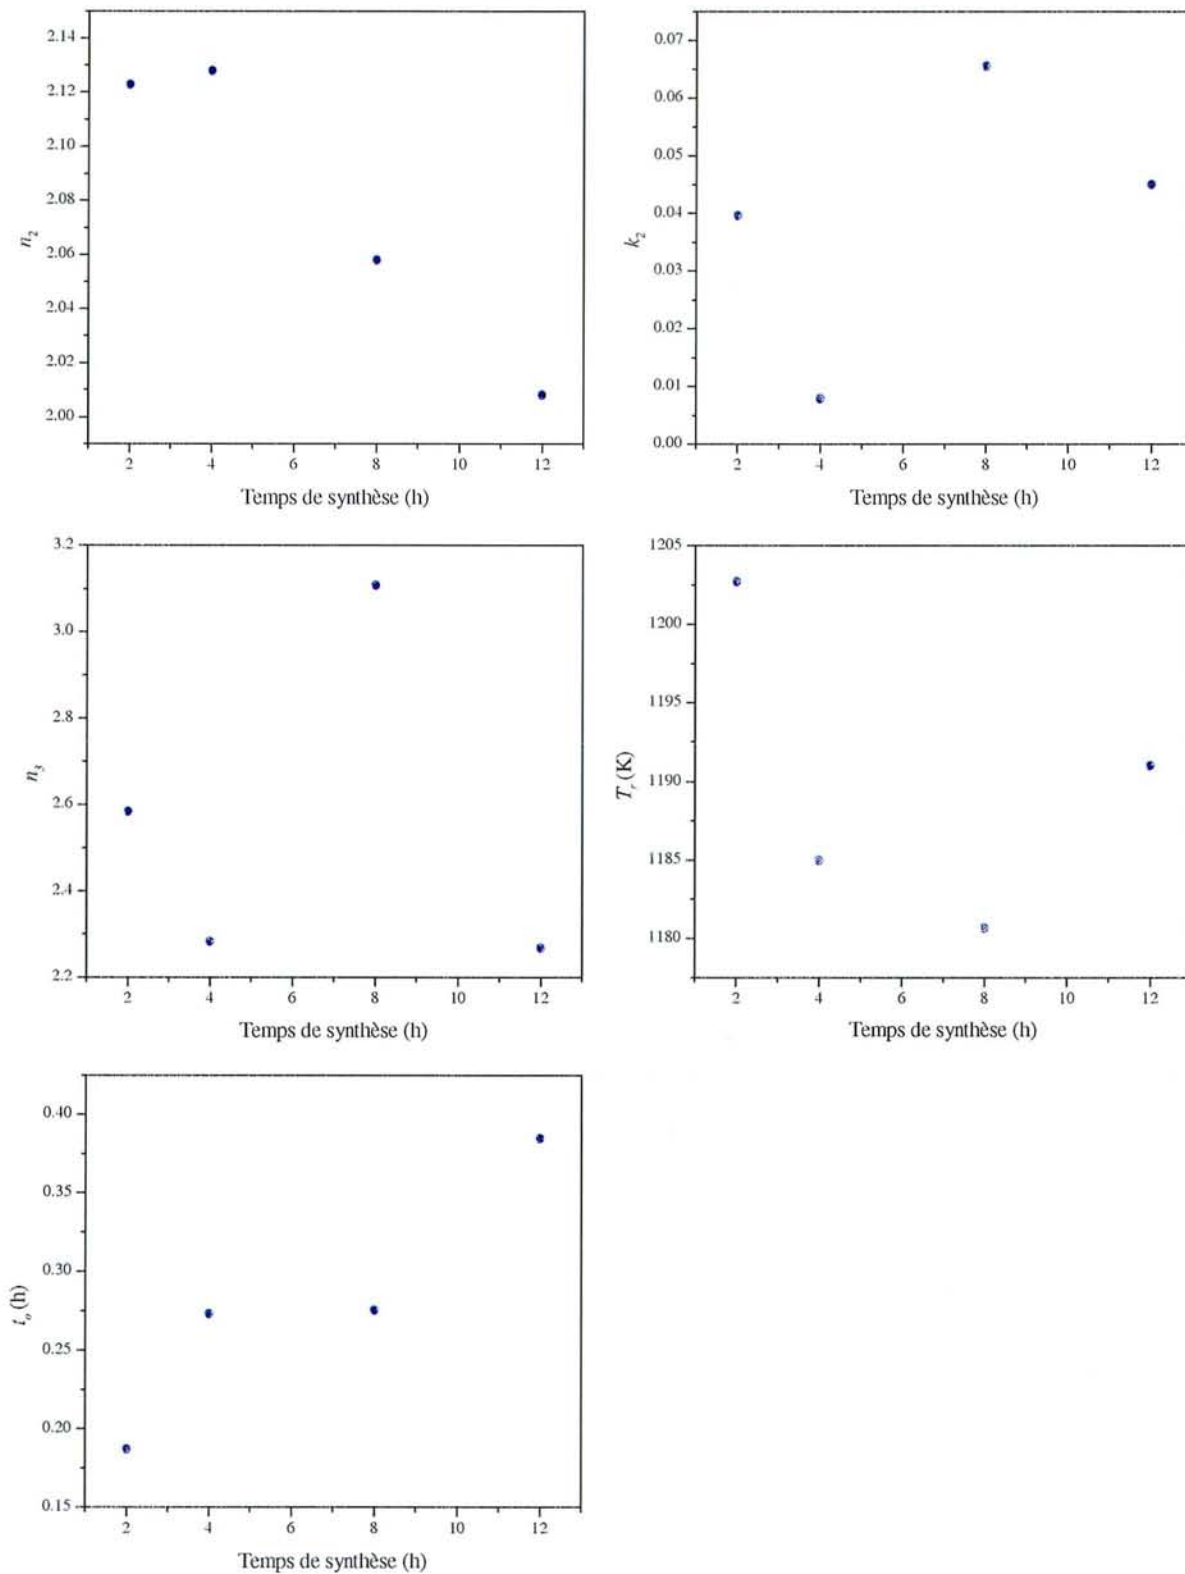 2.14
2.12
2.10
2.08
2.06
2.04
2.02
2.00
n₂
2 4 6 8 10 12
Temps de synthèse (h)
0.07
0.06
0.05
0.04
0.03
0.02
0.01
0.00
k₂
2 4 6 8 10 12
Temps de synthèse (h)
3.2
3.0
2.8
2.6
2.4
2.2
n₃
2 4 6 8 10 12
Temps de synthèse (h)
1205
1200
1195
1190
1185
1180
Tᵣ (K)
2 4 6 8 10 12
Temps de synthèse (h)
0.40
0.35
0.30
0.25
0.20
0.15
tₒ (h)
2 4 6 8 10 12
Temps de synthèse (h)